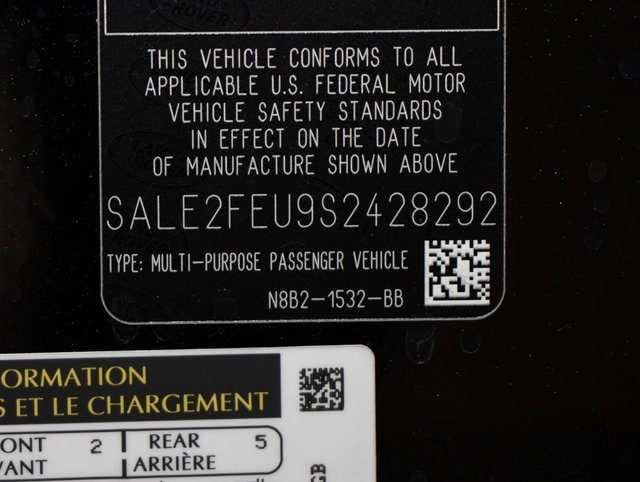 THIS VEHICLE CONFORMS TO ALL
APPLICABLE U.S. FEDERAL MOTOR
VEHICLE SAFETY STANDARDS
IN EFFECT ON THE DATE
OF MANUFACTURE SHOWN ABOVE
SALE2FEU9S2428292
TYPE: MULTI-PURPOSE PASSENGER VEHICLE
N8B2-1532-BB
ORMATION
S ET LE CHARGEMENT
ONT 2 REAR 5
VANT ARRIÈRE
GB